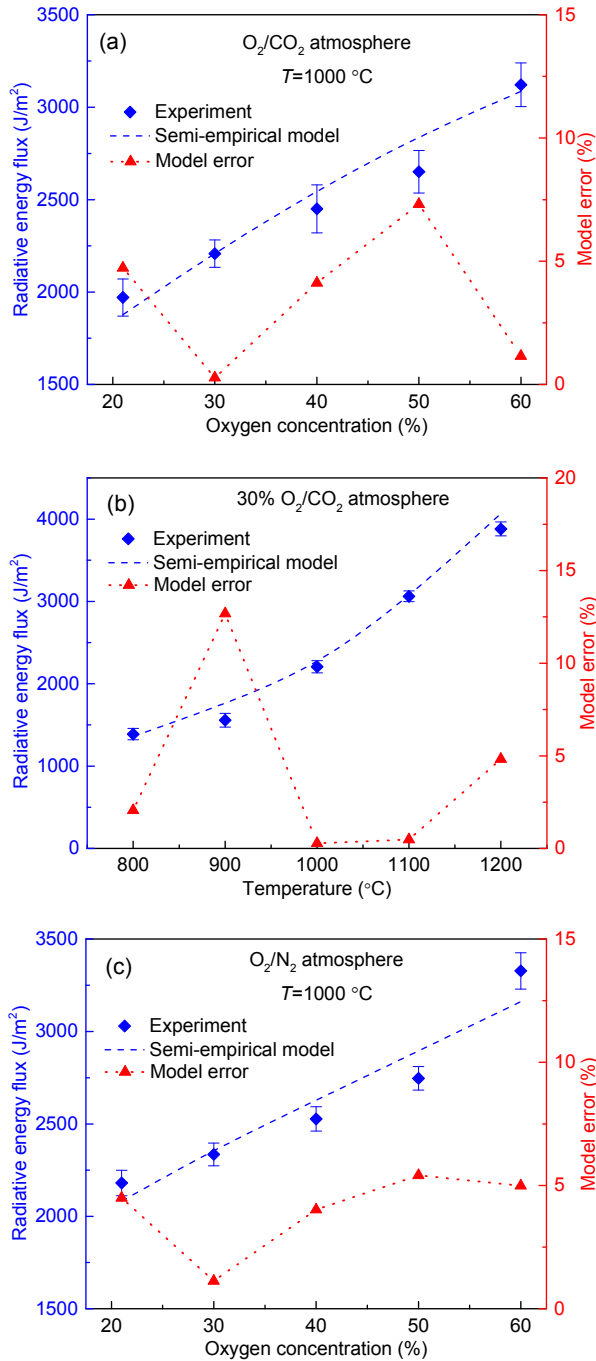 (a)
O₂/CO₂ atmosphere
T=1000 °C
Experiment
Semi-empirical model
Model error
Radiative energy flux (J/m²)
3500
3000
2500
2000
1500
Model error (%)
15
10
5
0
20 30 40 50 60
Oxygen concentration (%)
(b)
30% O₂/CO₂ atmosphere
Experiment
Semi-empirical model
Model error
Radiative energy flux (J/m²)
4000
3000
2000
1000
0
Model error (%)
20
15
10
5
0
800 900 1000 1100 1200
Temperature (°C)
(c)
O₂/N₂ atmosphere
T=1000 °C
Experiment
Semi-empirical model
Model error
Radiative energy flux (J/m²)
3500
3000
2500
2000
1500
Model error (%)
15
10
5
0
20 30 40 50 60
Oxygen concentration (%)